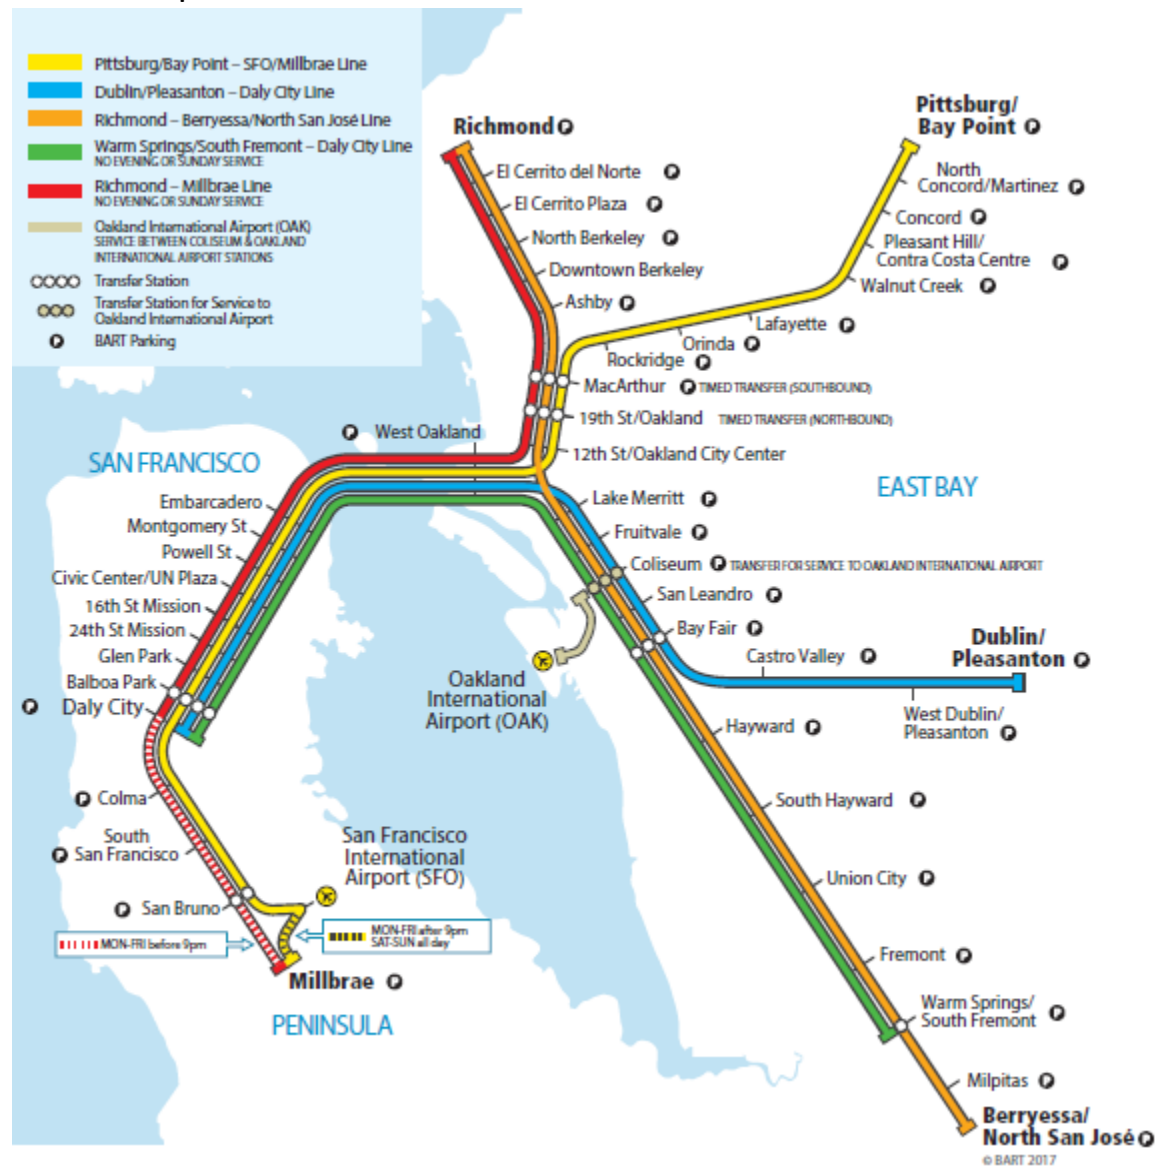 Pittsburg/Bay Point – SFO/Millbrae Line
Dublin/Pleasanton – Daly City Line
Richmond – Berryessa/North San José Line
Warm Springs/South Fremont – Daly City Line
NO EVENING OR SUNDAY SERVICE
Richmond – Millbrae Line
NO EVENING OR SUNDAY SERVICE
Oakland International Airport (OAK)
SERVICE BETWEEN COLISEUM & OAKLAND
INTERNATIONAL AIRPORT STATIONS
Transfer Station
Transfer Station for Service to
Oakland International Airport
P BART Parking
Richmond P
El Cerrito del Norte P
El Cerrito Plaza P
North Berkeley P
Downtown Berkeley
Ashby P
Pittsburg/
Bay Point P
North
Concord/Martinez P
Concord P
Pleasant Hill/
Contra Costa Centre P
Walnut Creek P
Lafayette P
Orinda P
Rockridge P
MacArthur P TIMED TRANSFER (SOUTHBOUND)
19th St/Oakland TIMED TRANSFER (NORTHBOUND)
12th St/Oakland City Center
P West Oakland
SAN FRANCISCO
EAST BAY
Embarcadero
Montgomery St
Powell St
Civic Center/UN Plaza
16th St Mission
24th St Mission
Glen Park
Balboa Park
P Daly City
Lake Merritt P
Fruitvale P
Coliseum P TRANSFER FOR SERVICE TO OAKLAND INTERNATIONAL AIRPORT
San Leandro P
Bay Fair P
Castro Valley P
Dublin/
Pleasanton P
West Dublin/
Pleasanton P
Oakland
International
Airport (OAK)
Hayward P
South Hayward P
Union City P
Fremont P
Warm Springs/
South Fremont P
Milpitas P
Berryessa/
North San José P
© BART 2017
P Colma
South
P San Francisco
P San Bruno
San Francisco
International
Airport (SFO)
MON-FRI before 9pm
MON-FRI after 9pm
SAT-SUN all day
Millbrae P
PENINSULA